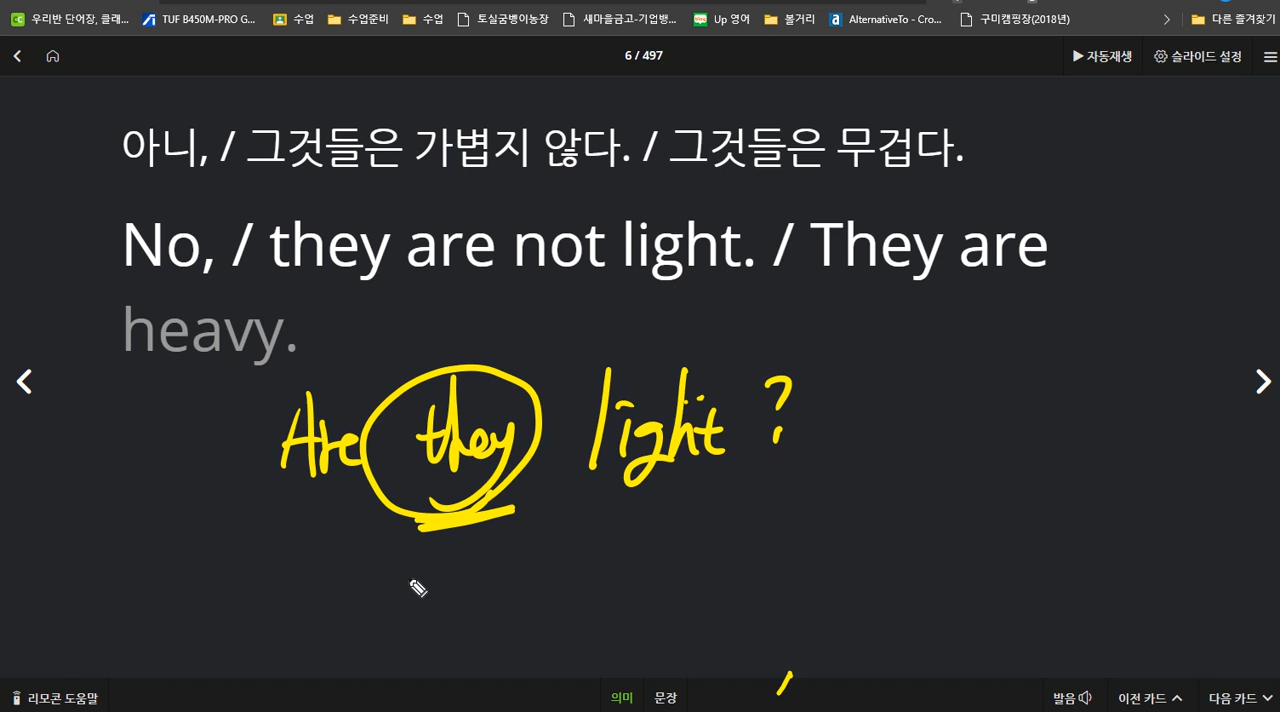 우리반 단어장, 클래... TUF B450M-PRO G... 수업 수업준비 수업 토실굼벵이농장 새마을금고-기업뱅... Up 영어 볼거리 AlternativeTo - Cro... 구미캠핑장(2018년) 다른 즐겨찾기
6 / 497 자동재생 슬라이드 설정
아니, / 그것들은 가볍지 않다. / 그것들은 무겁다.
No, / they are not light. / They are
heavy.
Are they light ?
리모콘 도움말 의미 문장 발음 이전 카드 다음 카드